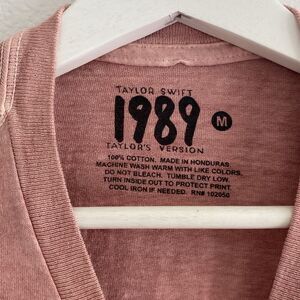 TAYLOR SWIFT
1989 M
TAYLOR'S VERSION
100% COTTON. MADE IN HONDURAS
MACHINE WASH WARM WITH LIKE COLORS,
DO NOT BLEACH. TUMBLE DRY LOW.
TURN INSIDE OUT TO PROTECT PRINT.
COOL IRON IF NEEDED. RN# 102050